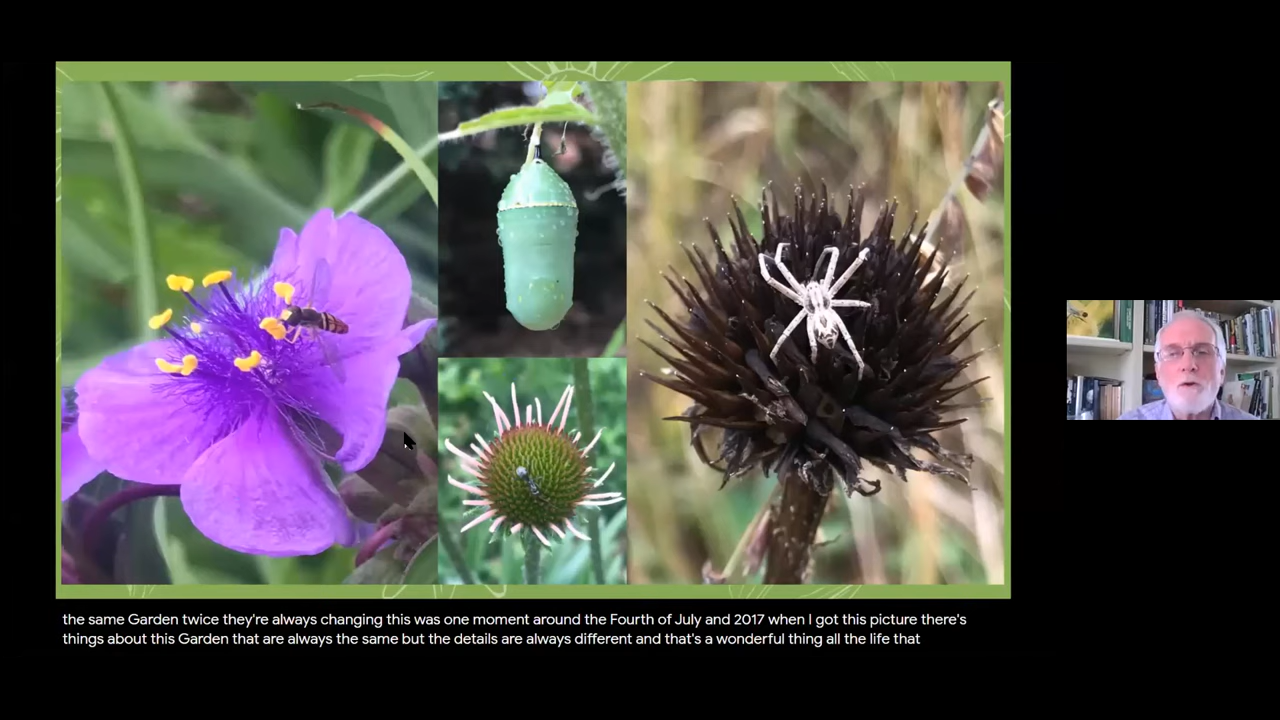 the same Garden twice they're always changing this was one moment around the Fourth of July and 2017 when I got this picture there's
things about this Garden that are always the same but the details are always different and that's a wonderful thing all the life that